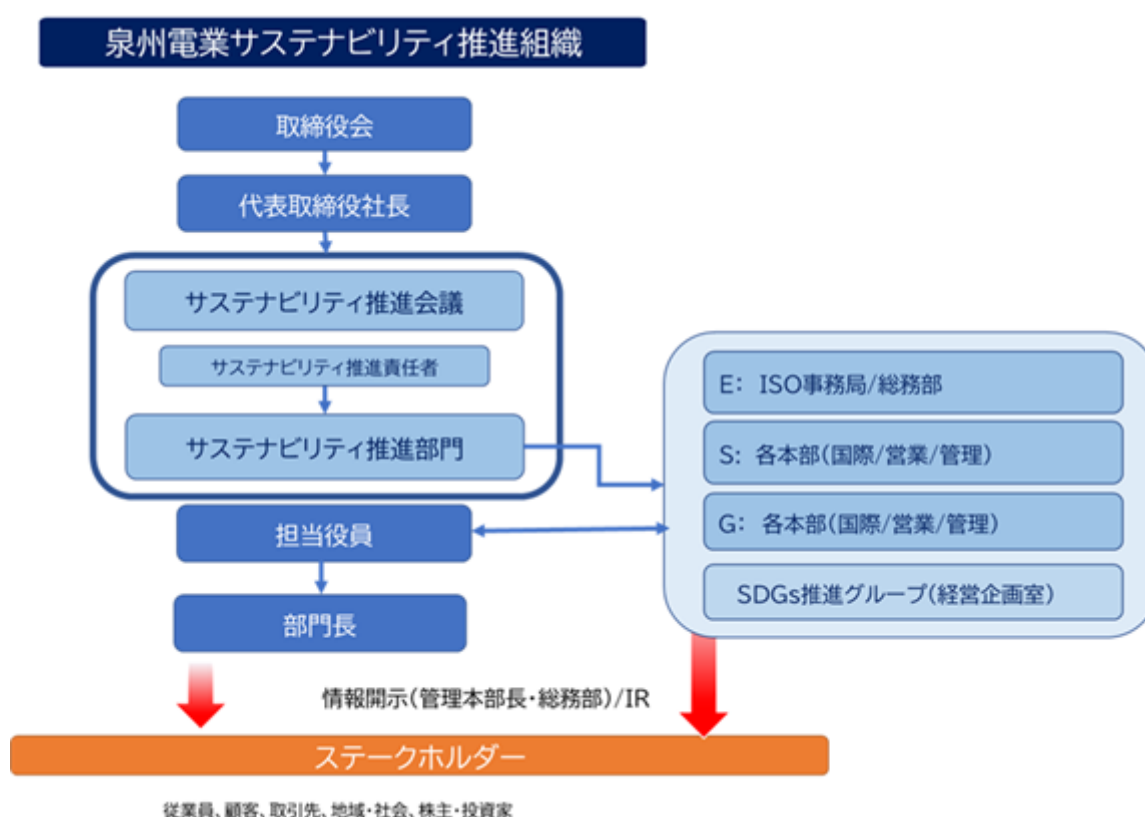 泉州電業サステナビリティ推進組織
取締役会
代表取締役社長
サステナビリティ推進会議
サステナビリティ推進責任者
サステナビリティ推進部門
担当役員
部門長
E: ISO事務局/総務部
S: 各本部(国際/営業/管理)
G: 各本部(国際/営業/管理)
SDGs推進グループ(経営企画室)
情報開示(管理本部長・総務部)/IR
ステークホルダー
従業員、顧客、取引先、地域・社会、株主・投資家